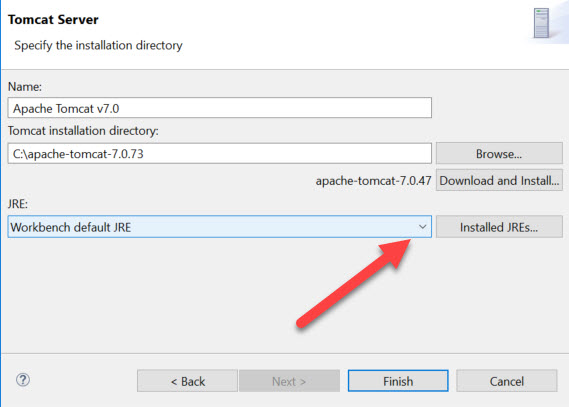 Tomcat Server
Specify the installation directory
Name:
Apache Tomcat v7.0
Tomcat installation directory:
C:\apache-tomcat-7.0.73
Browse...
apache-tomcat-7.0.47 Download and Install...
JRE:
Workbench default JRE
Installed JREs...
? < Back Next > Finish Cancel